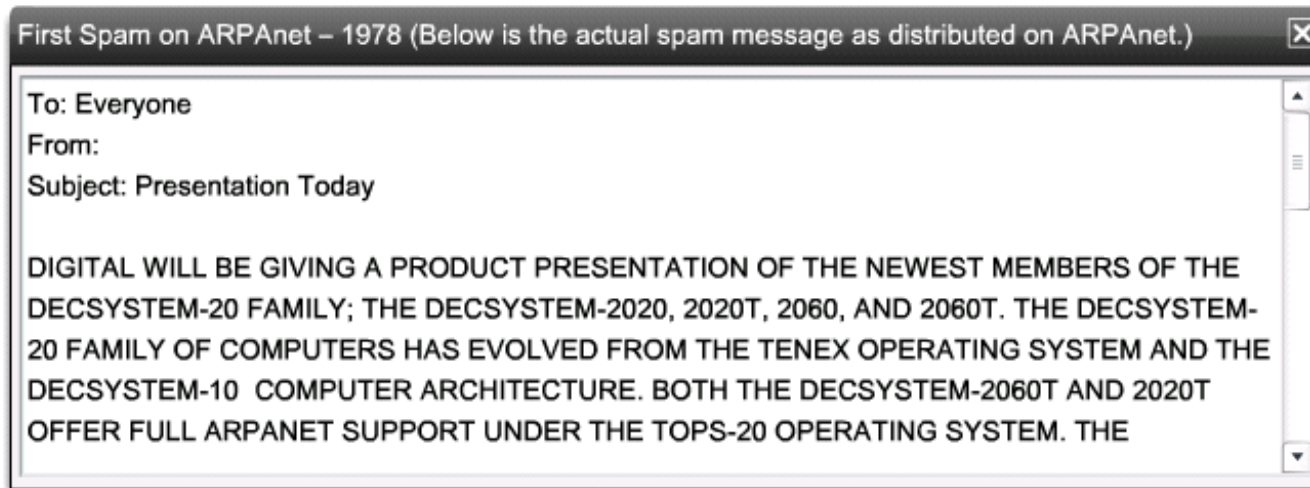 First Spam on ARPAnet – 1978 (Below is the actual spam message as distributed on ARPAnet.)
To: Everyone
From:
Subject: Presentation Today
DIGITAL WILL BE GIVING A PRODUCT PRESENTATION OF THE NEWEST MEMBERS OF THE
DECSYSTEM-20 FAMILY; THE DECSYSTEM-2020, 2020T, 2060, AND 2060T. THE DECSYSTEM-
20 FAMILY OF COMPUTERS HAS EVOLVED FROM THE TENEX OPERATING SYSTEM AND THE
DECSYSTEM-10  COMPUTER ARCHITECTURE. BOTH THE DECSYSTEM-2060T AND 2020T
OFFER FULL ARPANET SUPPORT UNDER THE TOPS-20 OPERATING SYSTEM. THE